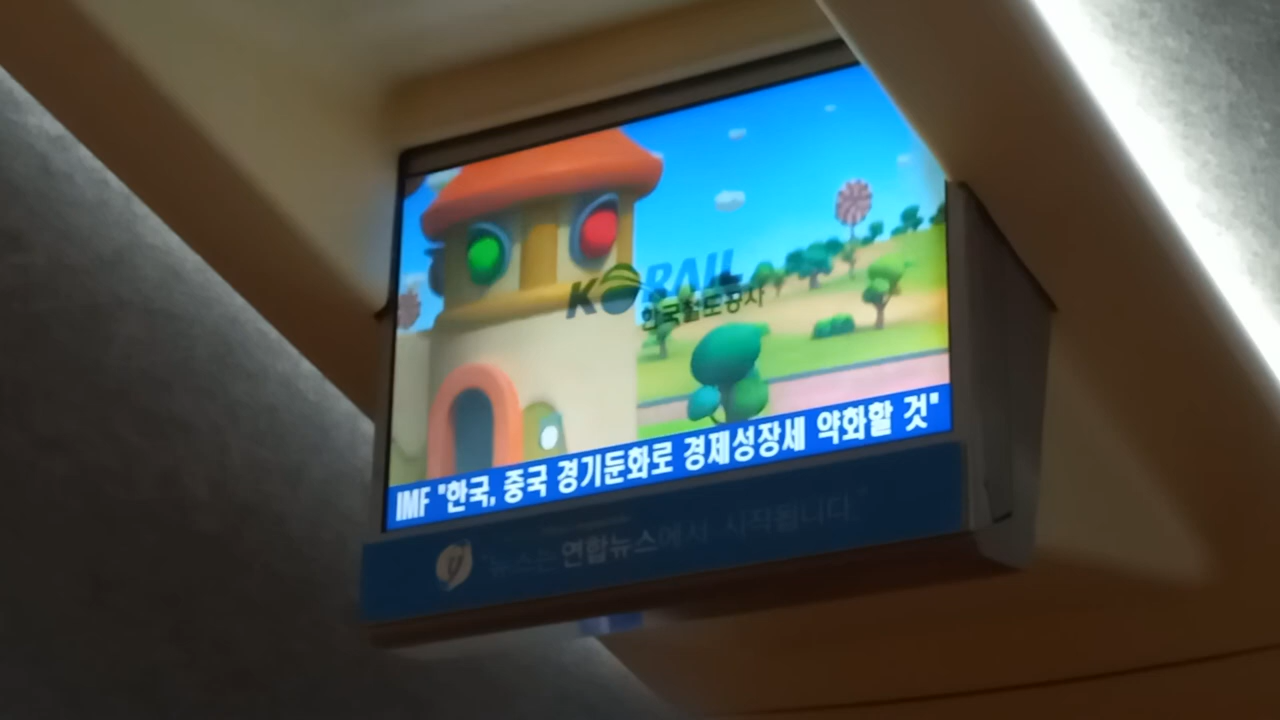 KORAIL
한국철도공사
IMF "한국, 중국 경기둔화로 경제성장세 약화할 것"
"뉴스는 연합뉴스에서 시작됩니다."